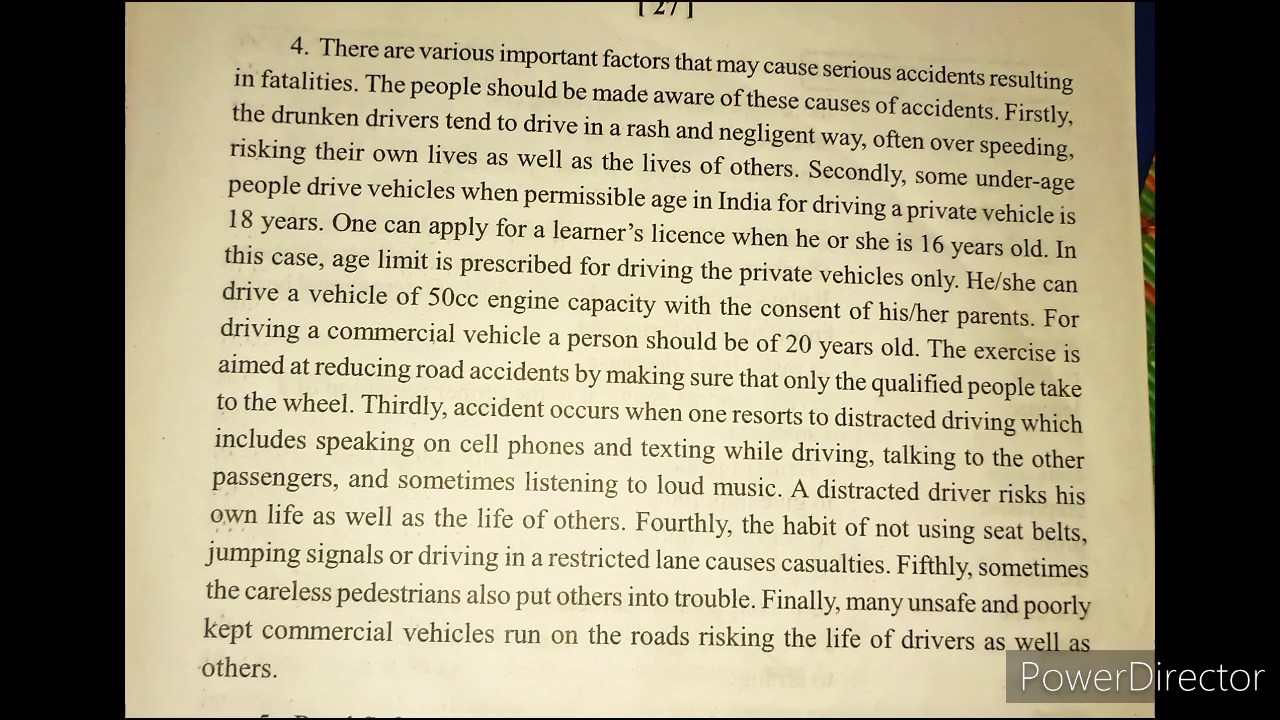 [ 27 ]
4. There are various important factors that may cause serious accidents resulting
in fatalities. The people should be made aware of these causes of accidents. Firstly,
the drunken drivers tend to drive in a rash and negligent way, often over speeding,
risking their own lives as well as the lives of others. Secondly, some under-age
people drive vehicles when permissible age in India for driving a private vehicle is
18 years. One can apply for a learner’s licence when he or she is 16 years old. In
this case, age limit is prescribed for driving the private vehicles only. He/she can
drive a vehicle of 50cc engine capacity with the consent of his/her parents. For
driving a commercial vehicle a person should be of 20 years old. The exercise is
aimed at reducing road accidents by making sure that only the qualified people take
to the wheel. Thirdly, accident occurs when one resorts to distracted driving which
includes speaking on cell phones and texting while driving, talking to the other
passengers, and sometimes listening to loud music. A distracted driver risks his
own life as well as the life of others. Fourthly, the habit of not using seat belts,
jumping signals or driving in a restricted lane causes casualties. Fifthly, sometimes
the careless pedestrians also put others into trouble. Finally, many unsafe and poorly
kept commercial vehicles run on the roads risking the life of drivers as well as
others.
PowerDirector